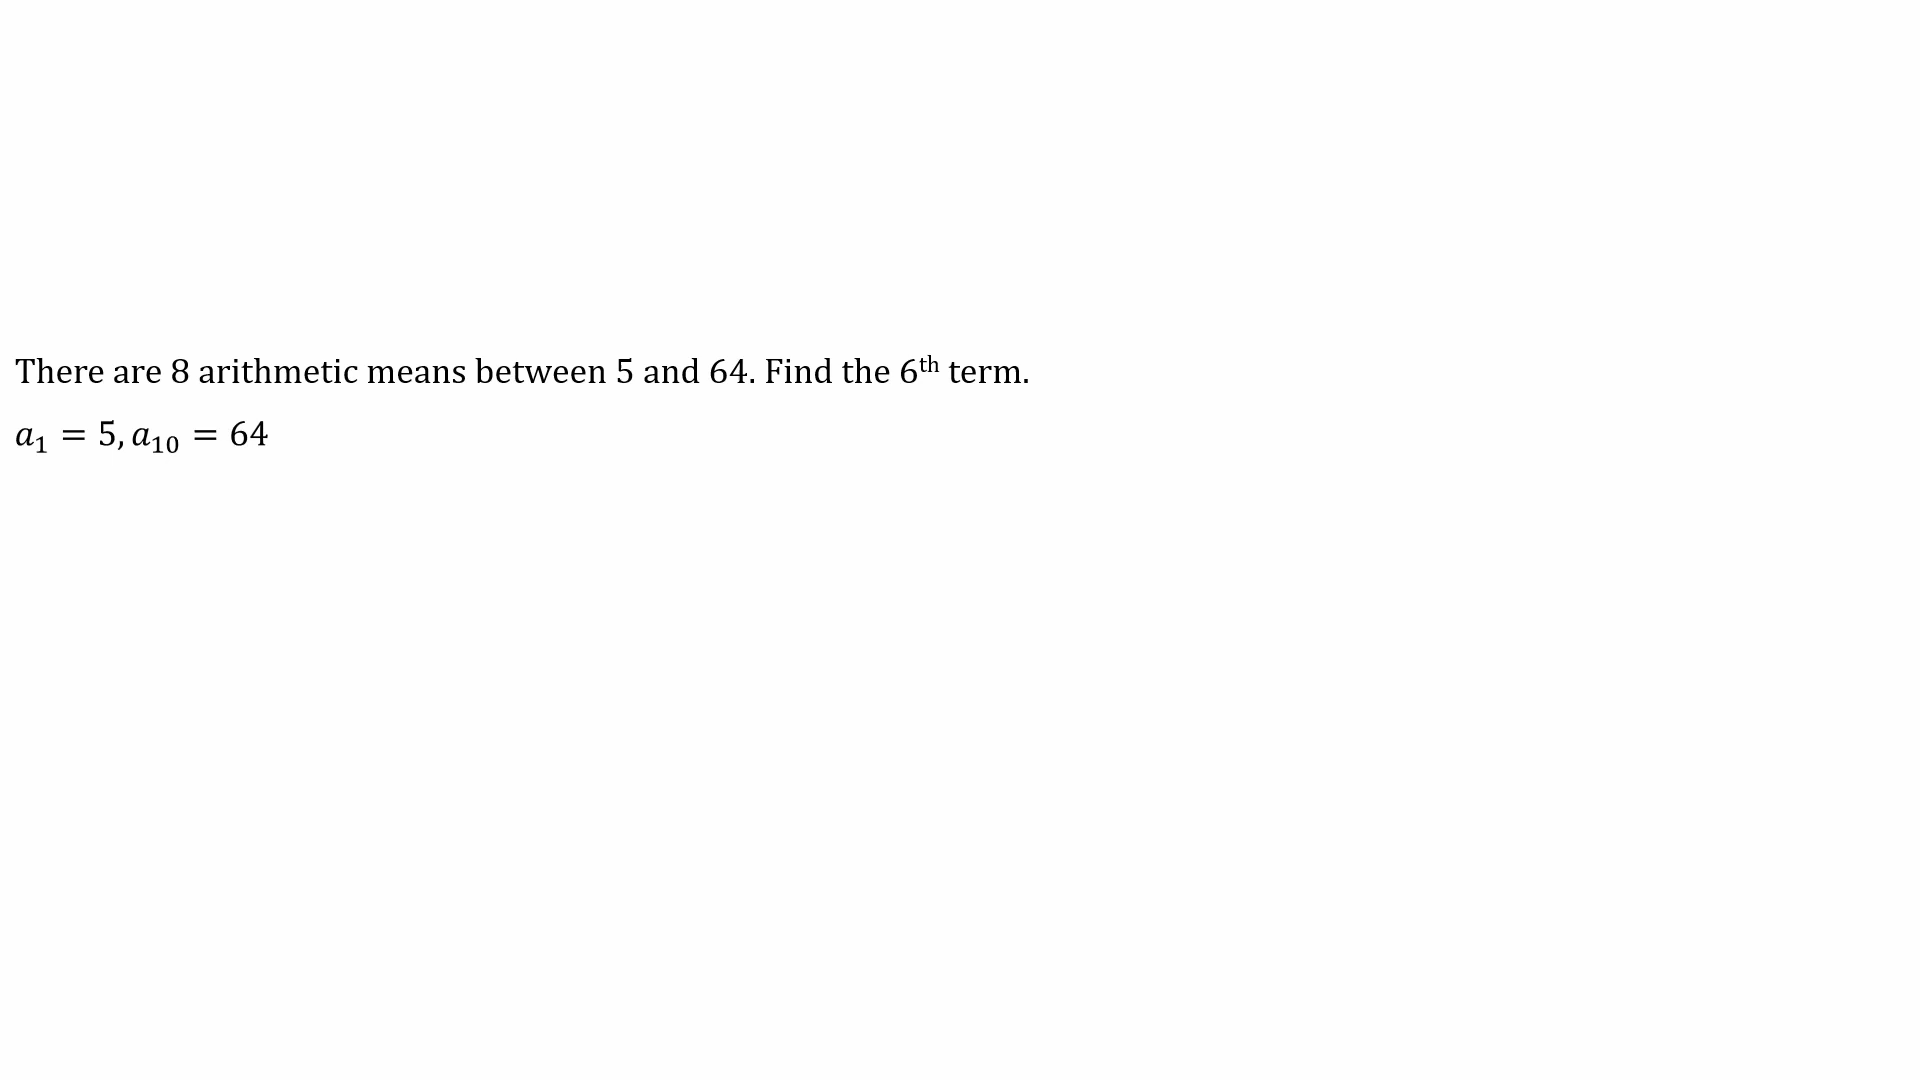 There are 8 arithmetic means between 5 and 64. Find the 6ᵗʰ term.
𝑎₁ = 5, 𝑎₁₀ = 64